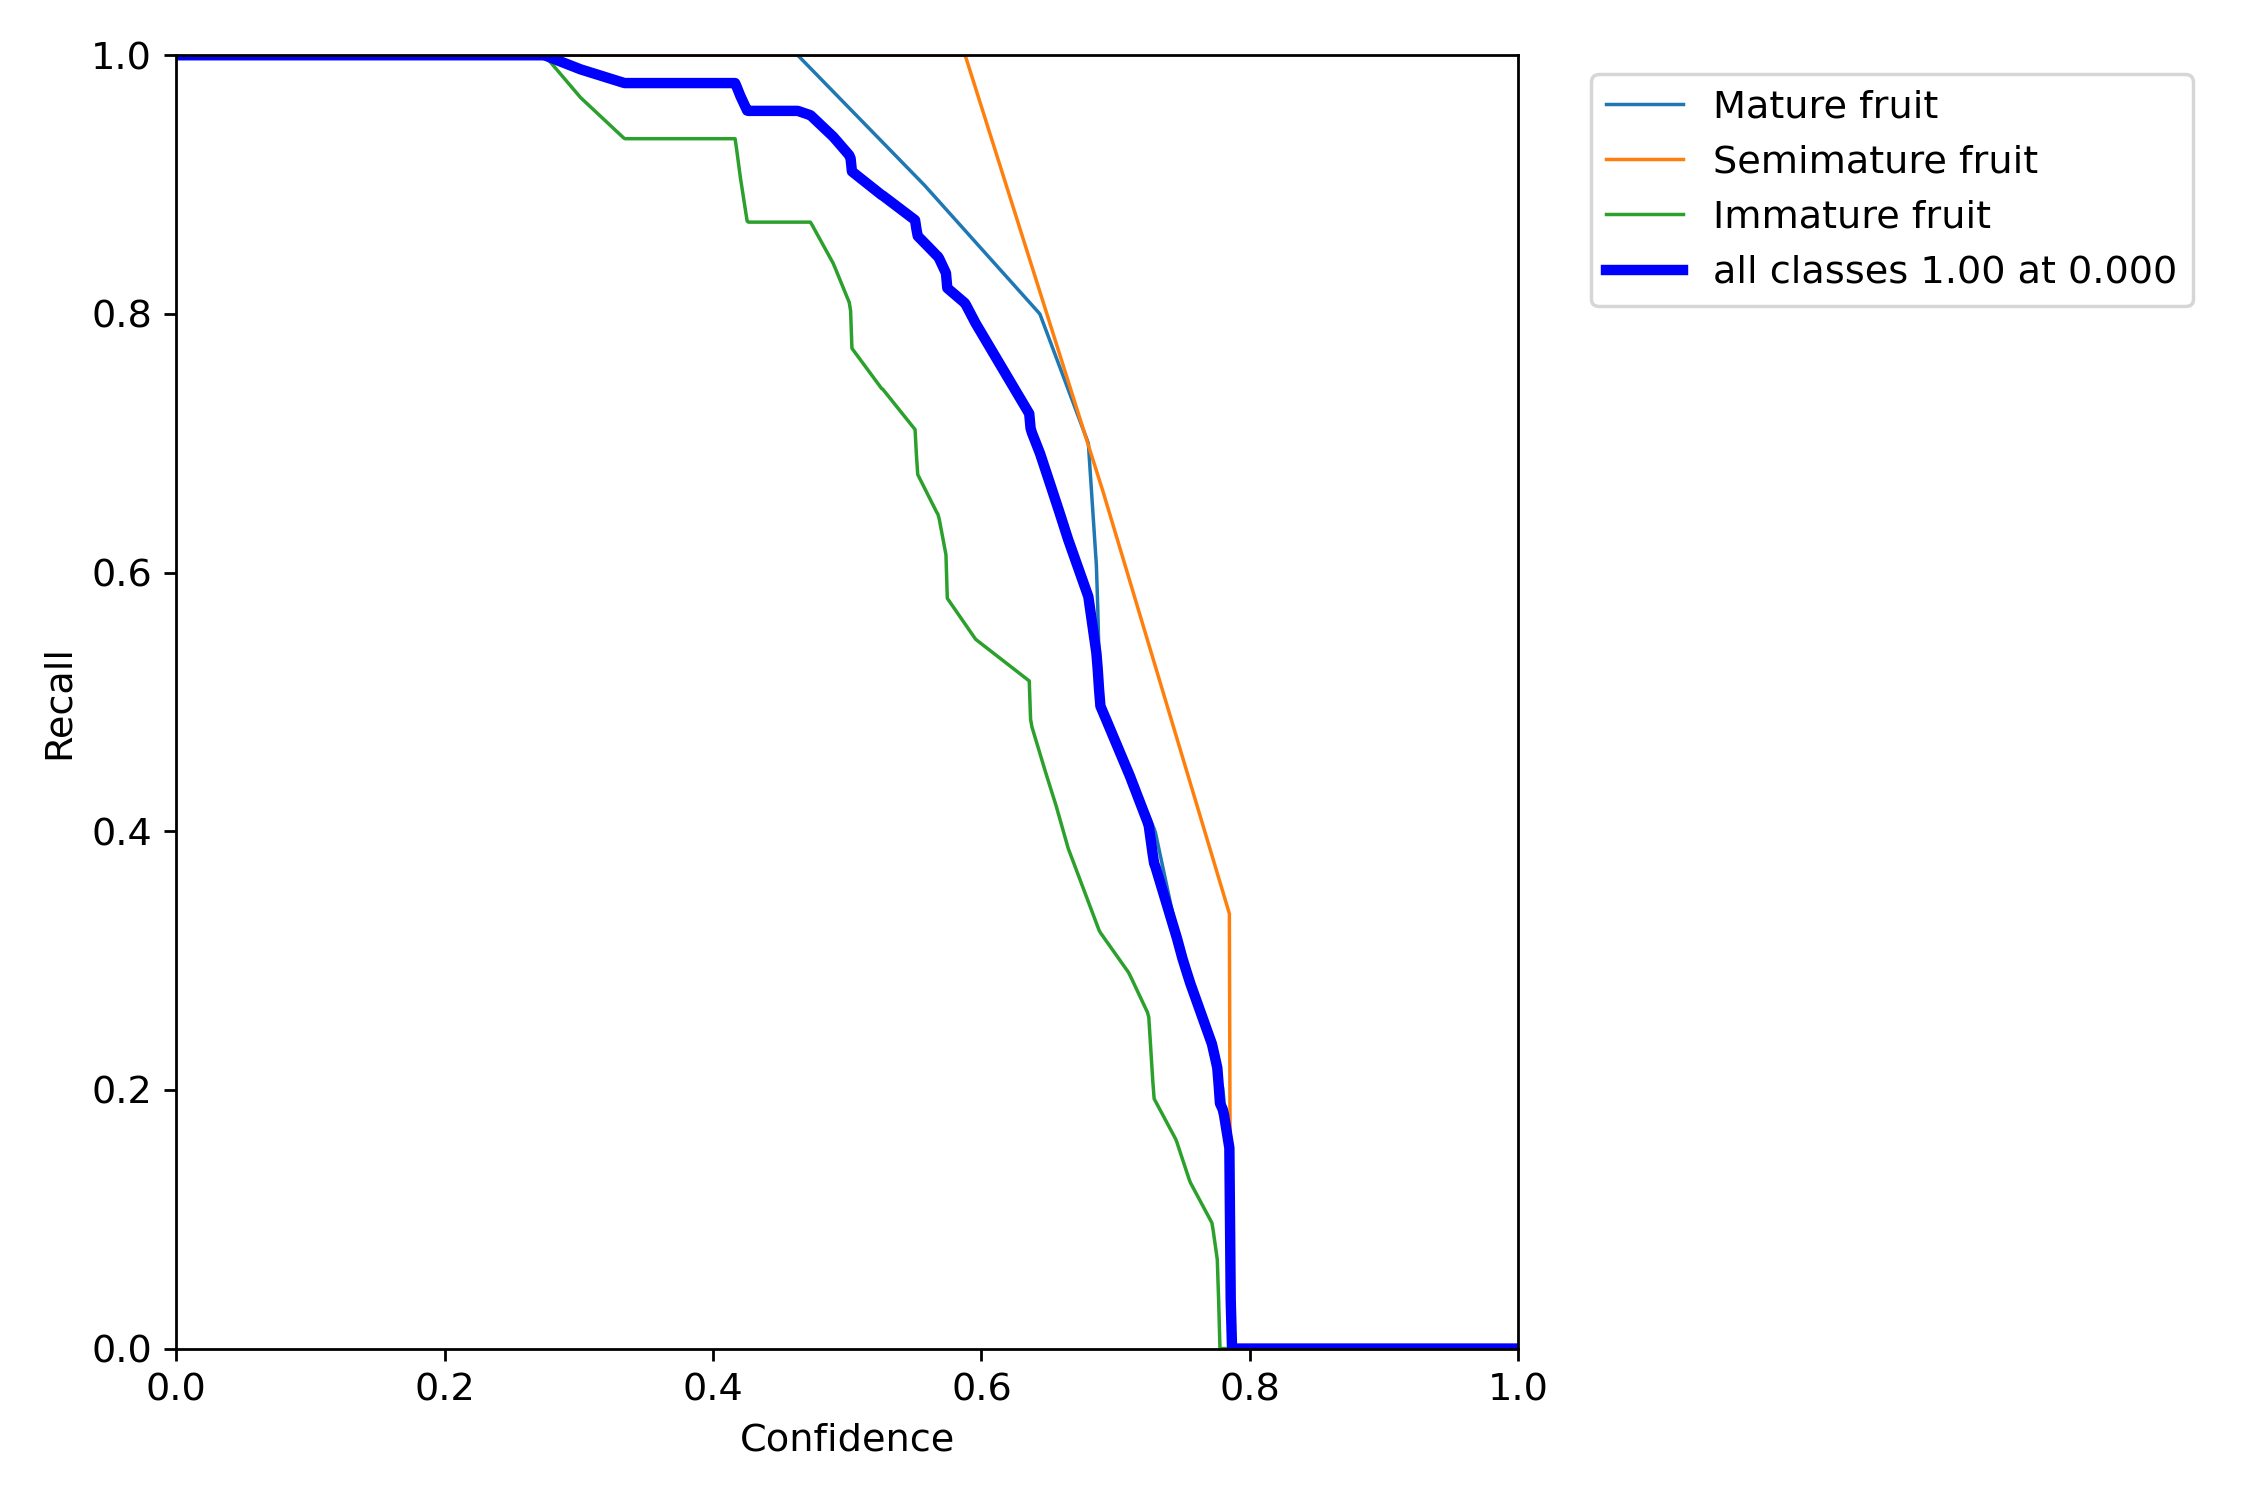 1.0
0.8
0.6
0.4
0.2
0.0
Recall
0.0 0.2 0.4 0.6 0.8 1.0
Confidence
Mature fruit
Semimature fruit
Immature fruit
all classes 1.00 at 0.000